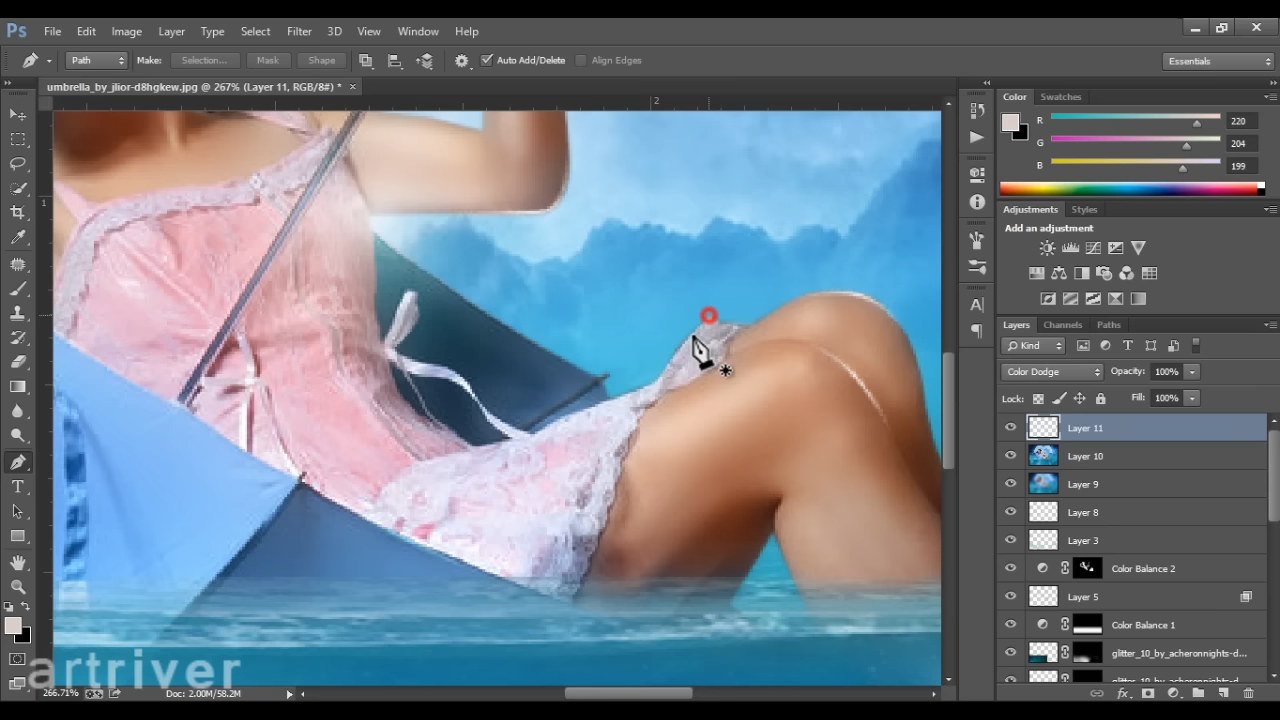 Ps File Edit Image Layer Type Select Filter 3D View Window Help
Path Make: Selection... Mask Shape Auto Add/Delete Align Edges Essentials
umbrella_by_jlior-d8hgkew.jpg @ 267% (Layer 11, RGB/8#) * ×
2
1
Color Swatches
R 220
G 204
B 199
Adjustments Styles
Add an adjustment
Layers Channels Paths
Kind
Color Dodge Opacity: 100%
Lock: Fill: 100%
Layer 11
Layer 10
Layer 9
Layer 8
Layer 3
Color Balance 2
Layer 5
Color Balance 1
glitter_10_by_acheronnights-d...
glitter_10_by_acheronnights-d
artriver
266.71% Doc: 2.00M/58.2M
fx